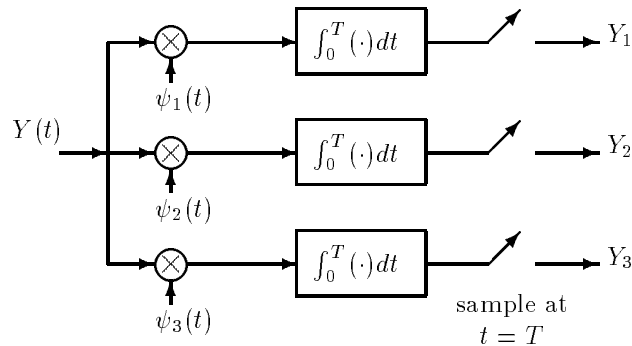 ∫₀ᵀ (·)dt Y₁
ψ₁(t)
Y(t)
∫₀ᵀ (·)dt Y₂
ψ₂(t)
∫₀ᵀ (·)dt Y₃
ψ₃(t)
sample at
t = T